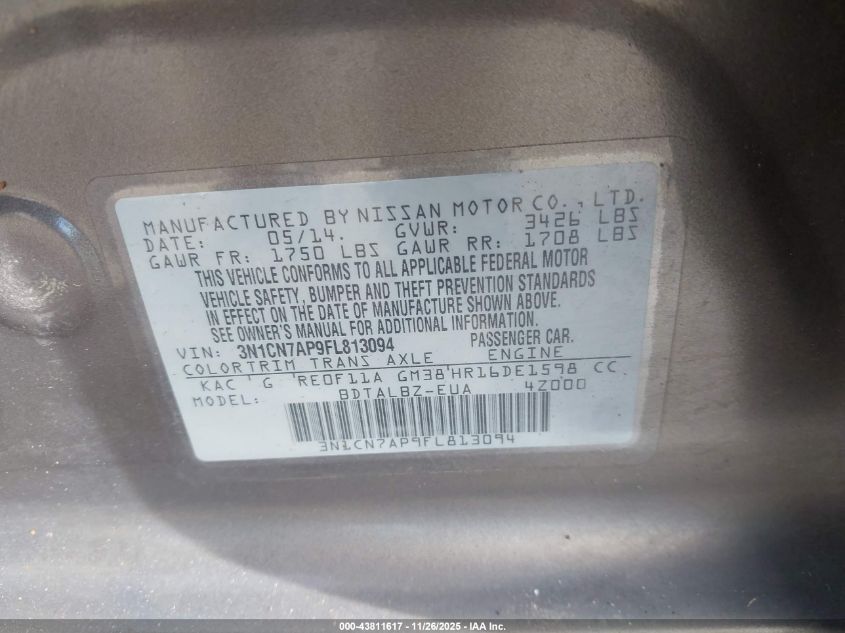 MANUFACTURED BY NISSAN MOTOR CO., LTD.
DATE: 05/14. GVWR: 3426 LBS
GAWR FR: 1750 LBS GAWR RR: 1708 LBS
THIS VEHICLE CONFORMS TO ALL APPLICABLE FEDERAL MOTOR
VEHICLE SAFETY, BUMPER AND THEFT PREVENTION STANDARDS
IN EFFECT ON THE DATE OF MANUFACTURE SHOWN ABOVE.
SEE OWNER'S MANUAL FOR ADDITIONAL INFORMATION.
VIN: 3N1CN7AP9FL813094 PASSENGER CAR.
COLOR TRIM TRANS AXLE ENGINE
KAC G RE0F11A GM38 HR16DE1598 CC
MODEL: BDTALBZ-EUA 4Z000
3N1CN7AP9FL813094
000-43811617 - 11/26/2025 - IAA Inc.